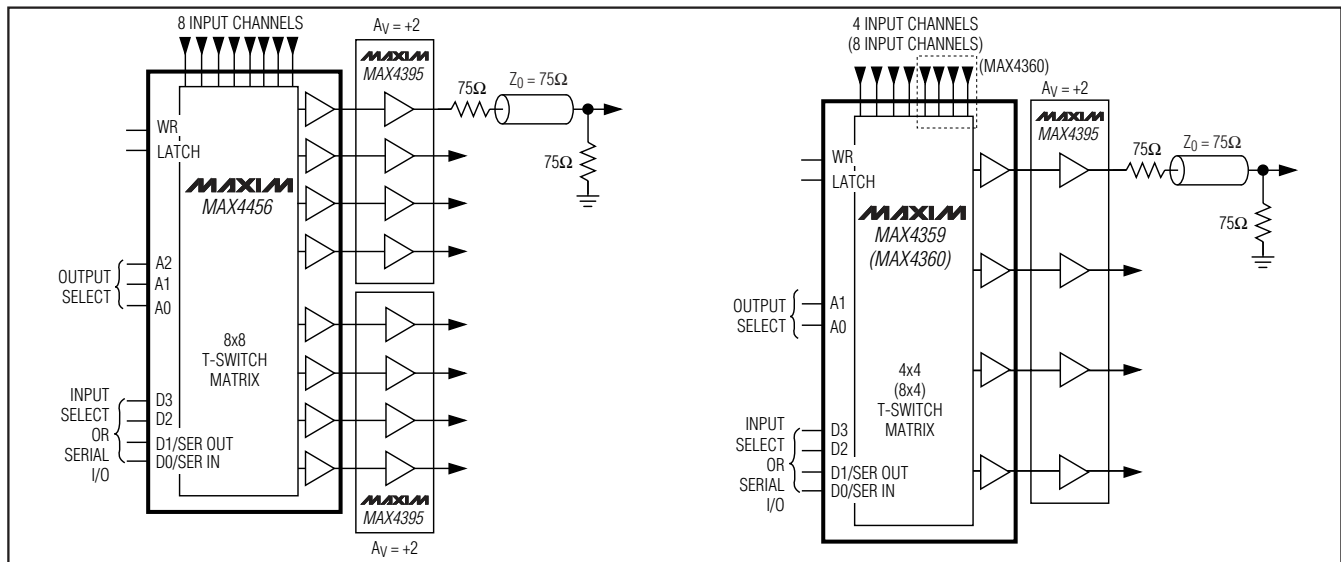 8 INPUT CHANNELS
AV = +2
MAXIM
MAX4395
75Ω
Z0 = 75Ω
75Ω
WR
LATCH
MAXIM
MAX4456
OUTPUT
SELECT
A2
A1
A0
8x8
T-SWITCH
MATRIX
INPUT
SELECT
OR
SERIAL
I/O
D3
D2
D1/SER OUT
D0/SER IN
MAXIM
MAX4395
AV = +2
4 INPUT CHANNELS
(8 INPUT CHANNELS)
(MAX4360)
AV = +2
MAXIM
MAX4395
75Ω
Z0 = 75Ω
75Ω
WR
LATCH
MAXIM
MAX4359
(MAX4360)
OUTPUT
SELECT
A1
A0
4x4
(8x4)
T-SWITCH
MATRIX
INPUT
SELECT
OR
SERIAL
I/O
D3
D2
D1/SER OUT
D0/SER IN